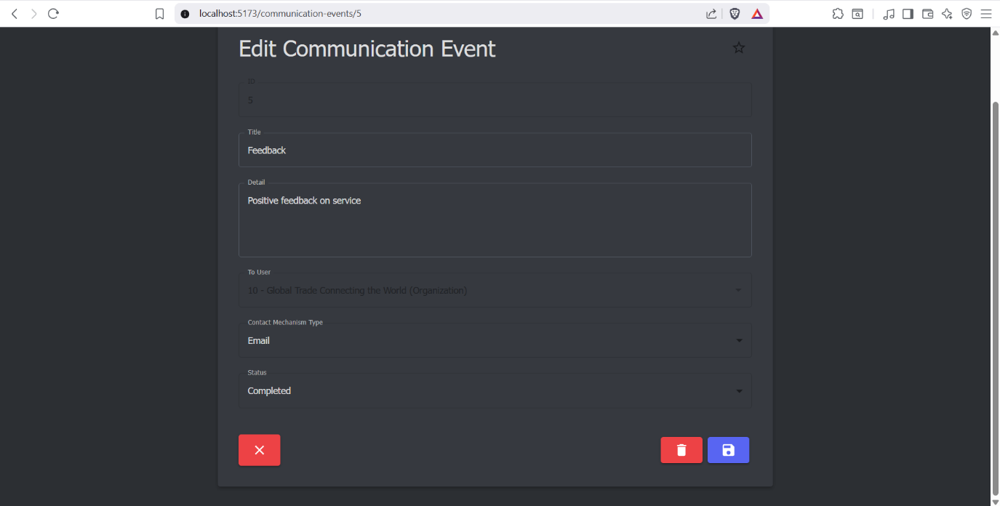 localhost:5173/communication-events/5
Edit Communication Event
ID
5
Title
Feedback
Detail
Positive feedback on service
To User
10 - Global Trade Connecting the World (Organization)
Contact Mechanism Type
Email
Status
Completed